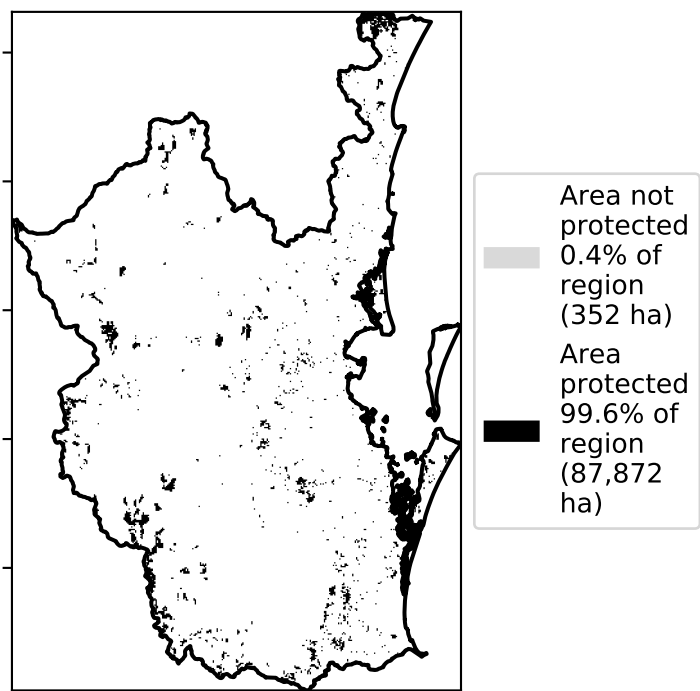 Area not
protected
0.4% of
region
(352 ha)
Area
protected
99.6% of
region
(87,872
ha)